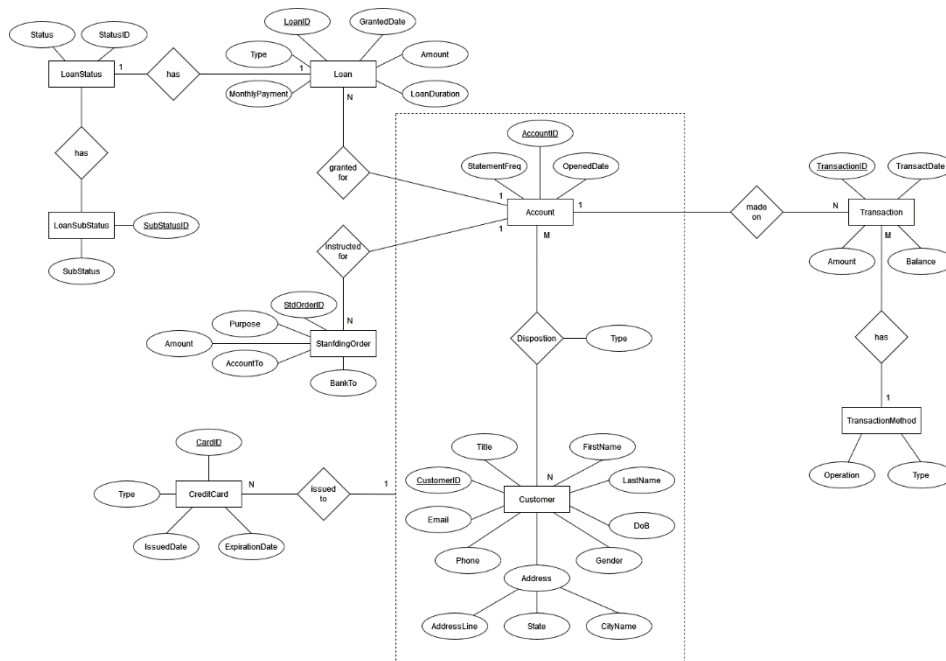 LoanID
GrantedDate
Status
StatusID
Type
Amount
LoanStatus
1
has
1
Loan
MonthlyPayment
LoanDuration
N
AccountID
has
granted
for
StatementFreq
OpenedDate
TransactionID
TransactDate
1
Account
1
made
on
N
Transaction
LoanSubStatus
SubStatusID
1
M
M
instructed
for
Amount
Balance
SubStatus
StdOrderID
N
Purpose
Amount
StanfdingOrder
Dispostion
Type
has
AccountTo
BankTo
1
TransactionMethod
CardID
Title
FirstName
Operation
Type
CustomerID
N
LastName
Type
CreditCard
N
issued
to
1
Customer
Email
DoB
IssuedDate
ExpirationDate
Phone
Gender
Address
AddressLine
State
CityName